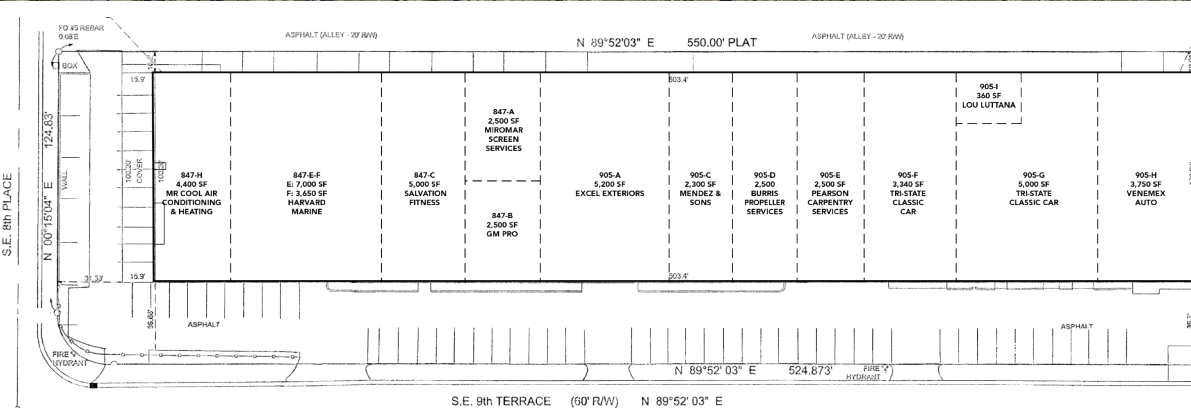 FD #5 REBAR
0.08'E
ASPHALT (ALLEY - 20' R/W)
N 89°52'03" E 550.00' PLAT
ASPHALT (ALLEY - 20' R/W)
BOX
15.9'
503.4'
124.83'
N 00°15'04" E
S.E. 8th PLACE
WALL
100.20'
COVER
100.20'
847-H
4,400 SF
MR COOL AIR
CONDITIONING
& HEATING
847-E-F
E: 7,000 SF
F: 3,650 SF
HARVARD
MARINE
847-C
5,000 SF
SALVATION
FITNESS
847-A
2,500 SF
MIROMAR
SCREEN
SERVICES
847-B
2,500 SF
GM PRO
905-A
5,200 SF
EXCEL EXTERIORS
905-C
2,300 SF
MENDEZ &
SONS
905-D
2,500
BURRIS
PROPELLER
SERVICES
905-E
2,500 SF
PEARSON
CARPENTRY
SERVICES
905-F
3,340 SF
TRI-STATE
CLASSIC
CAR
905-I
360 SF
LOU LUTTANA
905-G
5,000 SF
TRI-STATE
CLASSIC CAR
905-H
3,750 SF
VENEMEX
AUTO
15.9'
503.4'
ASPHALT
ASPHALT
FIRE
HYDRANT
N 89°52' 03" E 524.873'
FIRE
HYDRANT
S.E. 9th TERRACE (60' R/W) N 89°52' 03" E